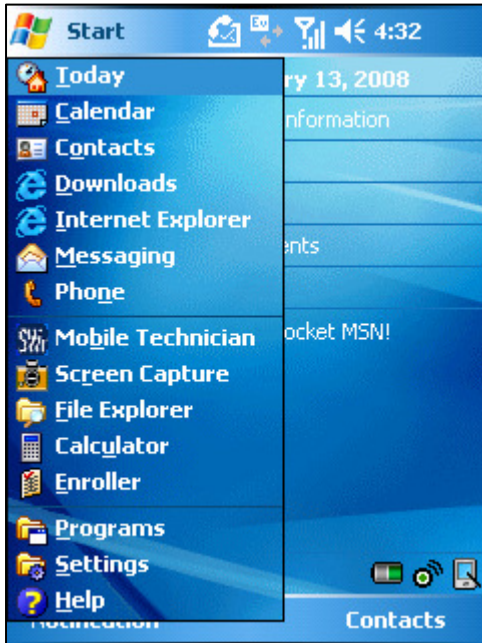 Start 4:32
Today
ry 13, 2008
Calendar
nformation
Contacts
Downloads
Internet Explorer
Messaging
ents
Phone
Mobile Technician
ocket MSN!
Screen Capture
File Explorer
Calculator
Enroller
Programs
Settings
Help
Notification Contacts